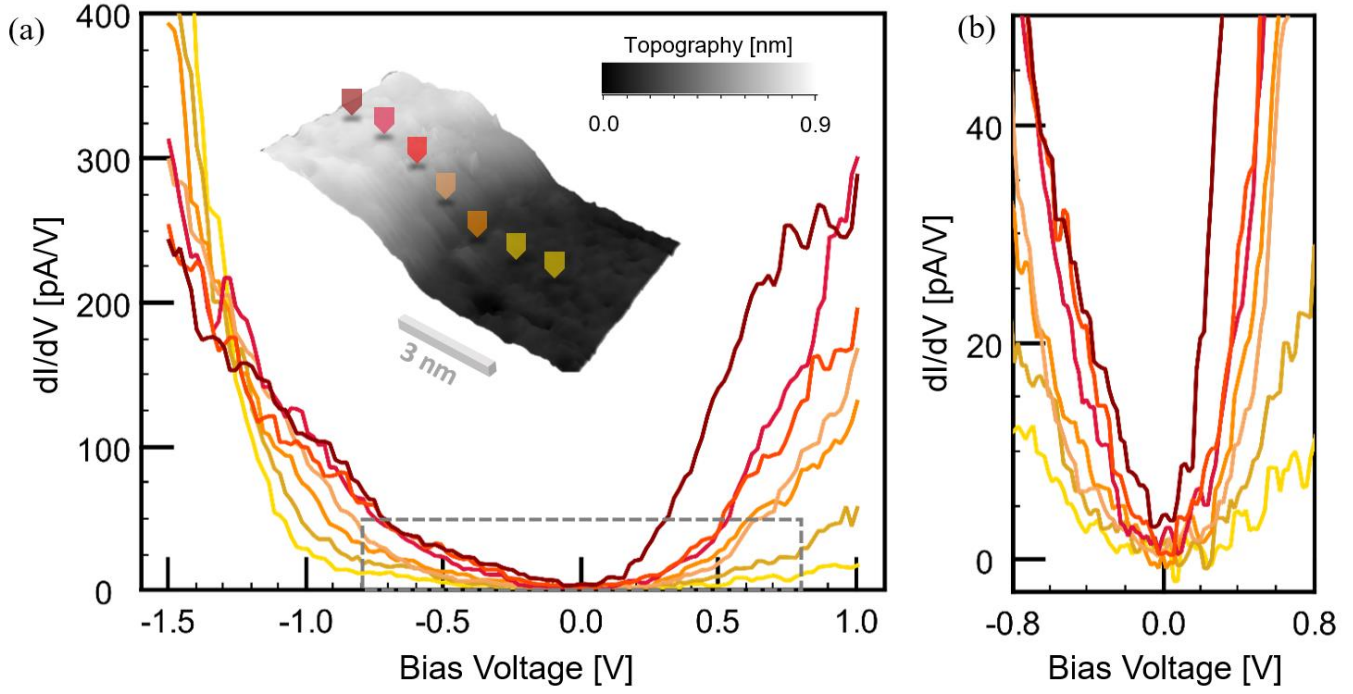 (a)
400
300
200
100
0
dI/dV [pA/V]
-1.5
-1.0
-0.5
0.0
0.5
1.0
Bias Voltage [V]
Topography [nm]
0.0
0.9
3 nm
(b)
40
20
0
dI/dV [pA/V]
-0.8
0.0
0.8
Bias Voltage [V]